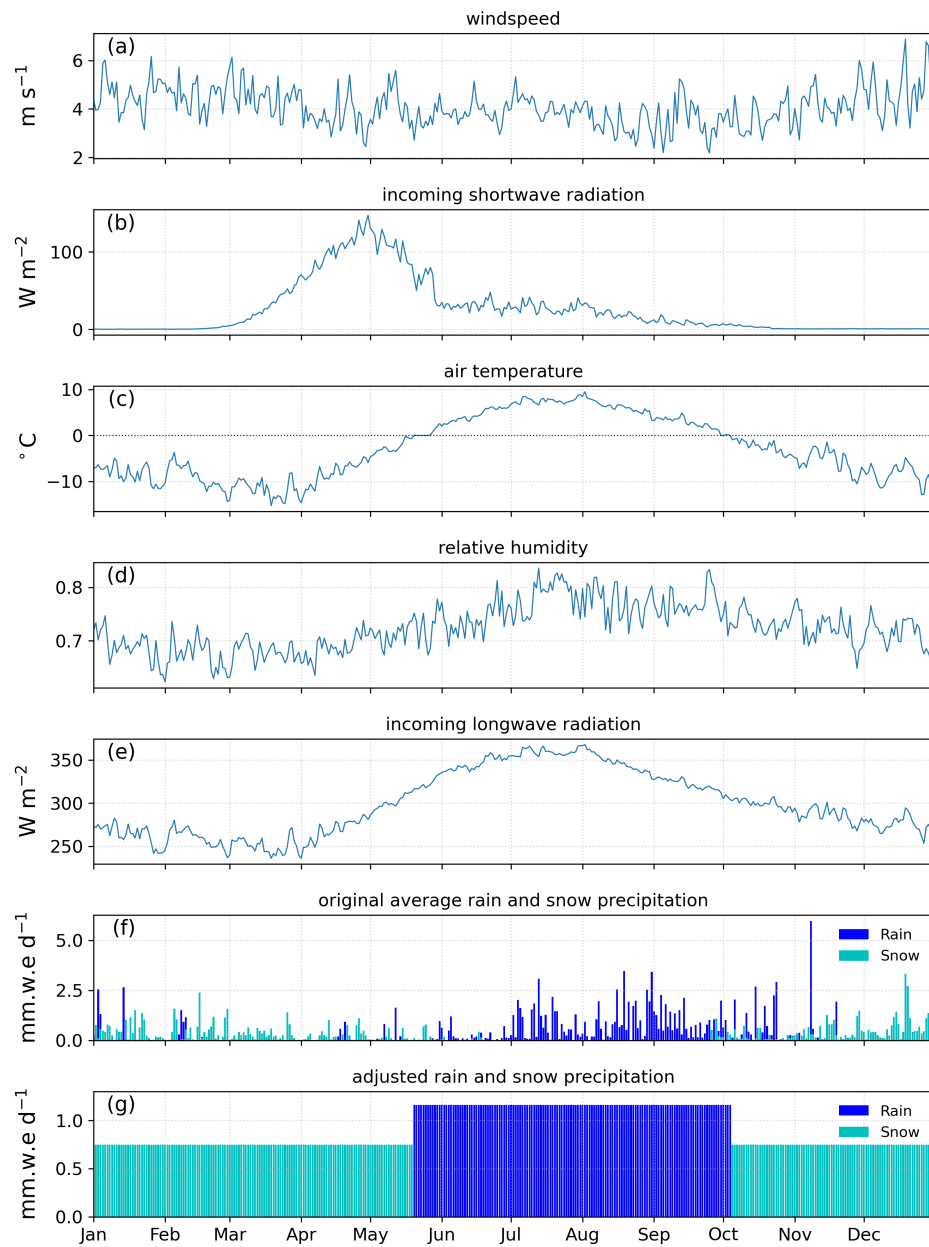 windspeed
(a)
6
4
2
m s⁻¹
incoming shortwave radiation
(b)
100
0
W m⁻²
air temperature
(c)
10
0
−10
°C
relative humidity
(d)
0.8
0.7
incoming longwave radiation
(e)
350
300
250
W m⁻²
original average rain and snow precipitation
(f)
5.0
2.5
0.0
mm.w.e d⁻¹
Rain
Snow
adjusted rain and snow precipitation
(g)
1.0
0.5
0.0
mm.w.e d⁻¹
Rain
Snow
Jan Feb Mar Apr May Jun Jul Aug Sep Oct Nov Dec